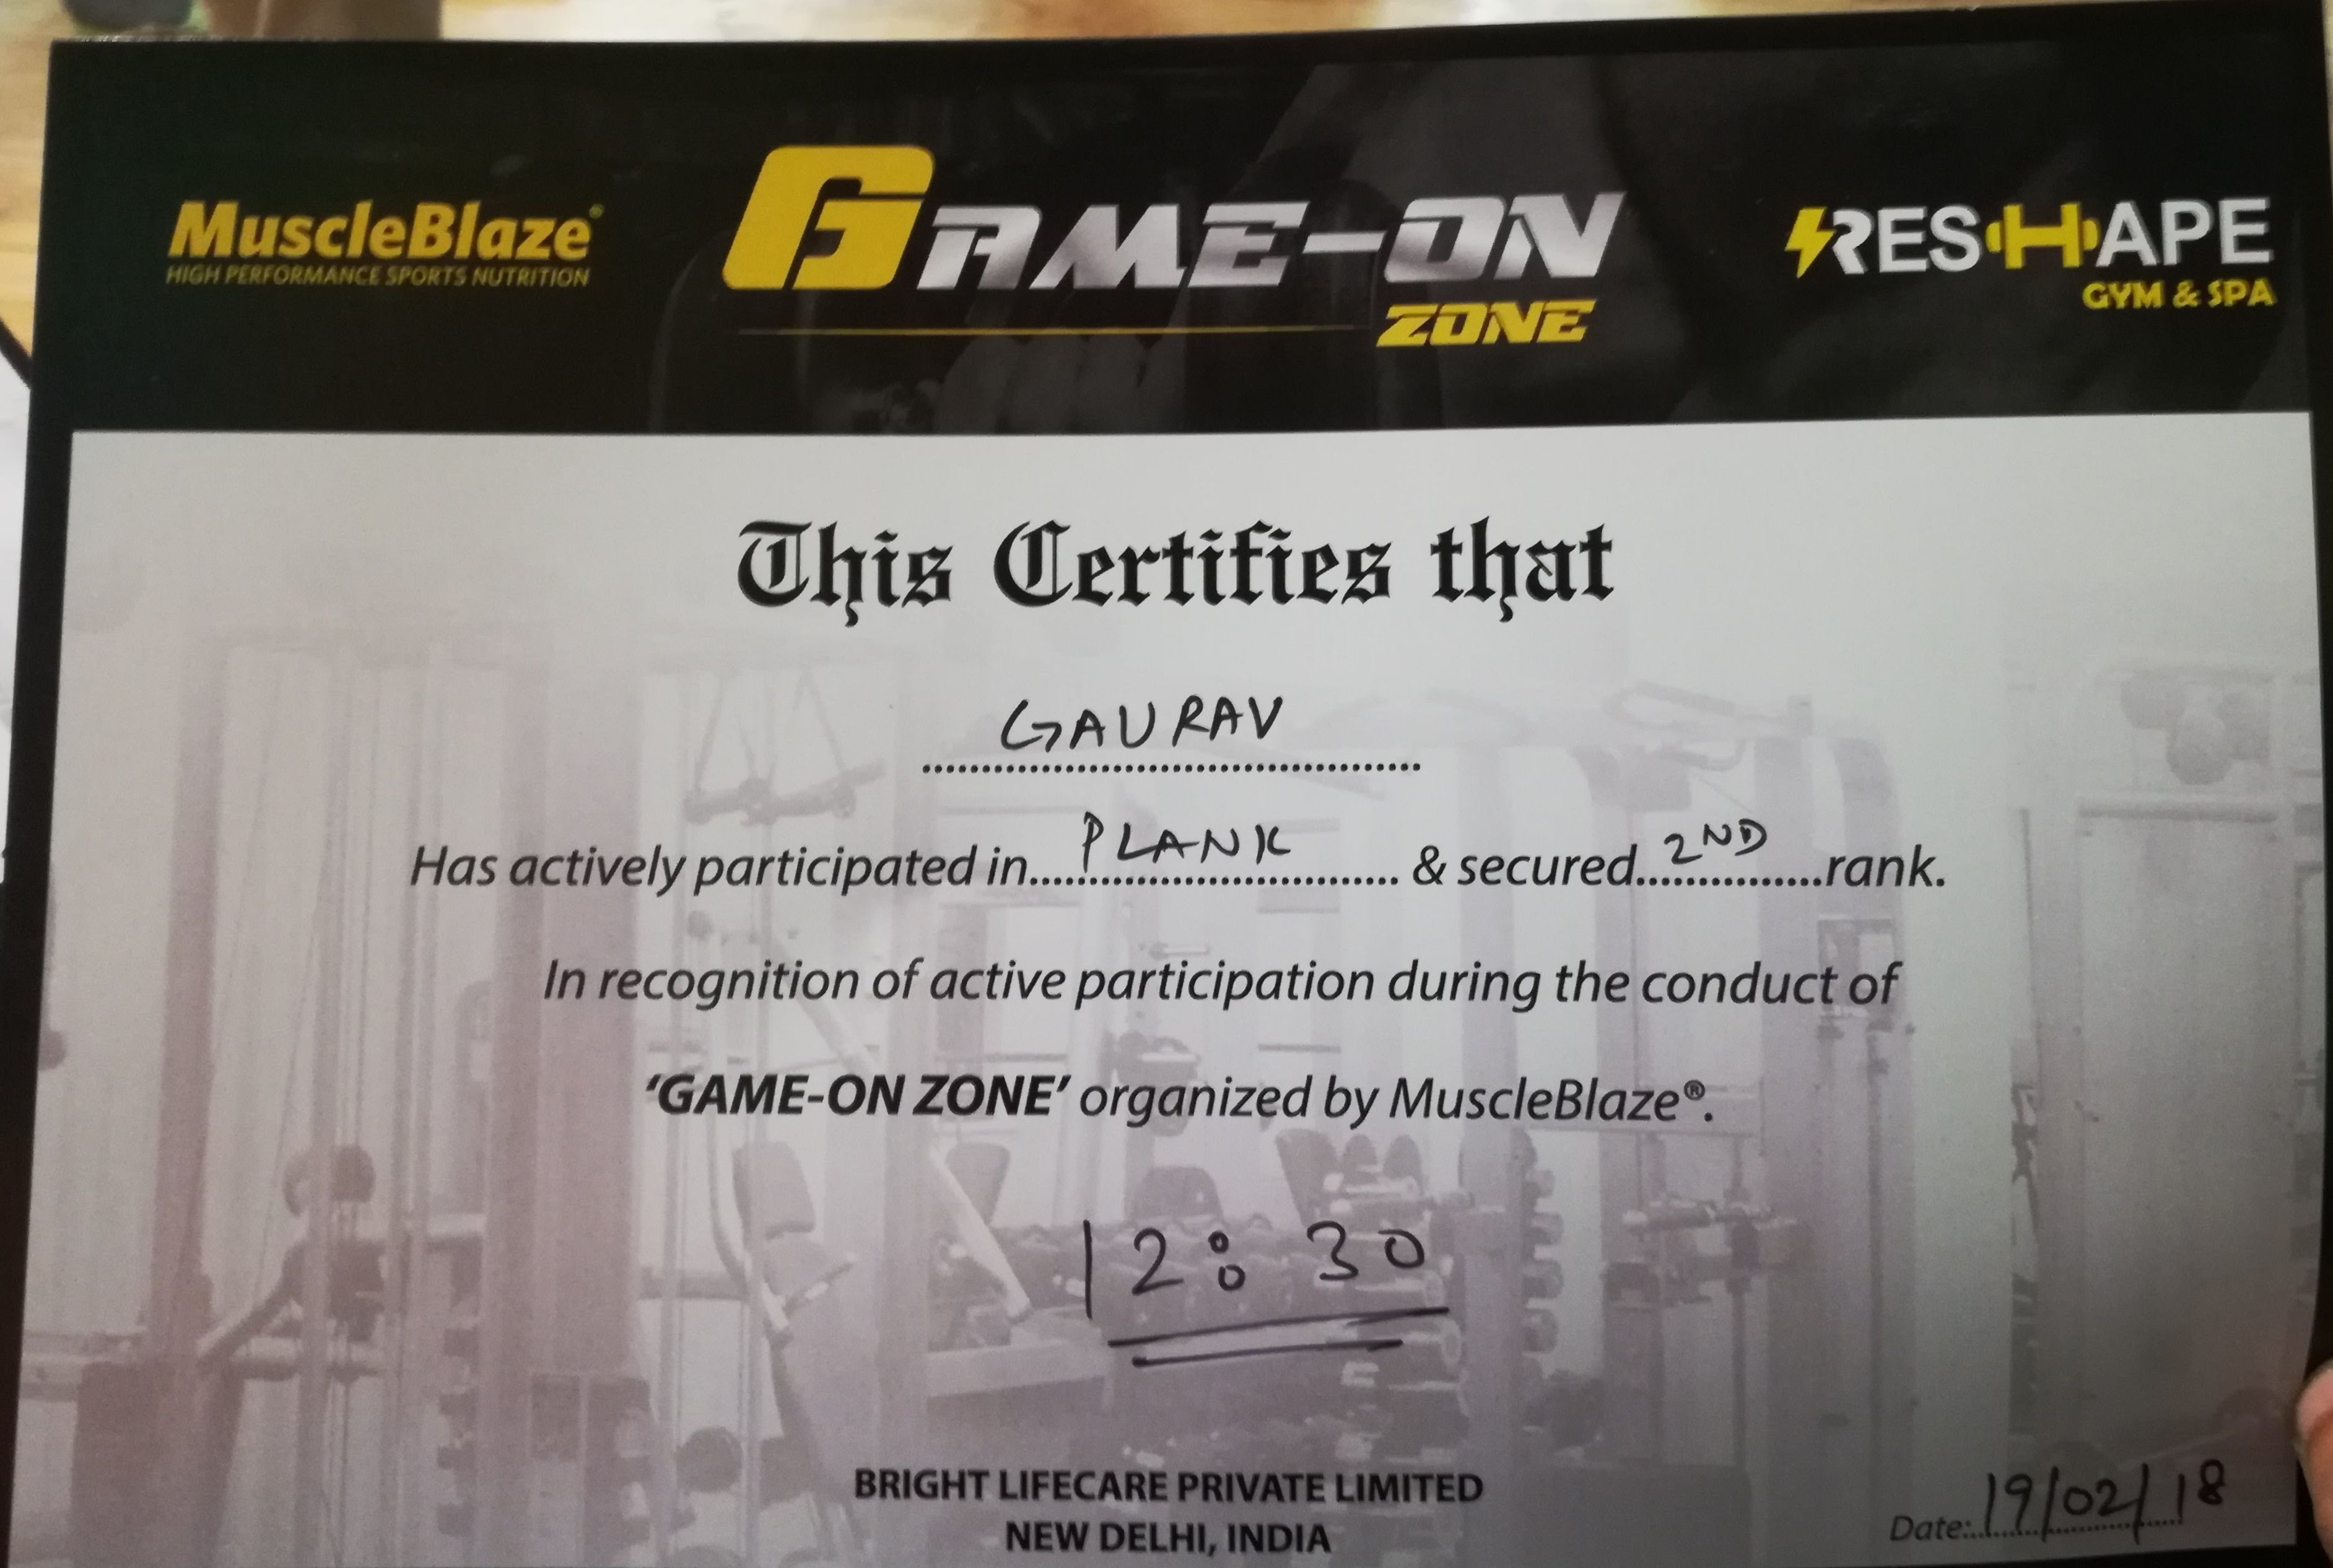 MuscleBlaze®
HIGH PERFORMANCE SPORTS NUTRITION
GAME-ON
ZONE
RESHAPE
GYM & SPA
This Certifies that
GAURAV
Has actively participated in.....PLANK..... & secured.....2ND.....rank.
In recognition of active participation during the conduct of
'GAME-ON ZONE' organized by MuscleBlaze®.
12:30
BRIGHT LIFECARE PRIVATE LIMITED
NEW DELHI, INDIA
Date:..19/02/18